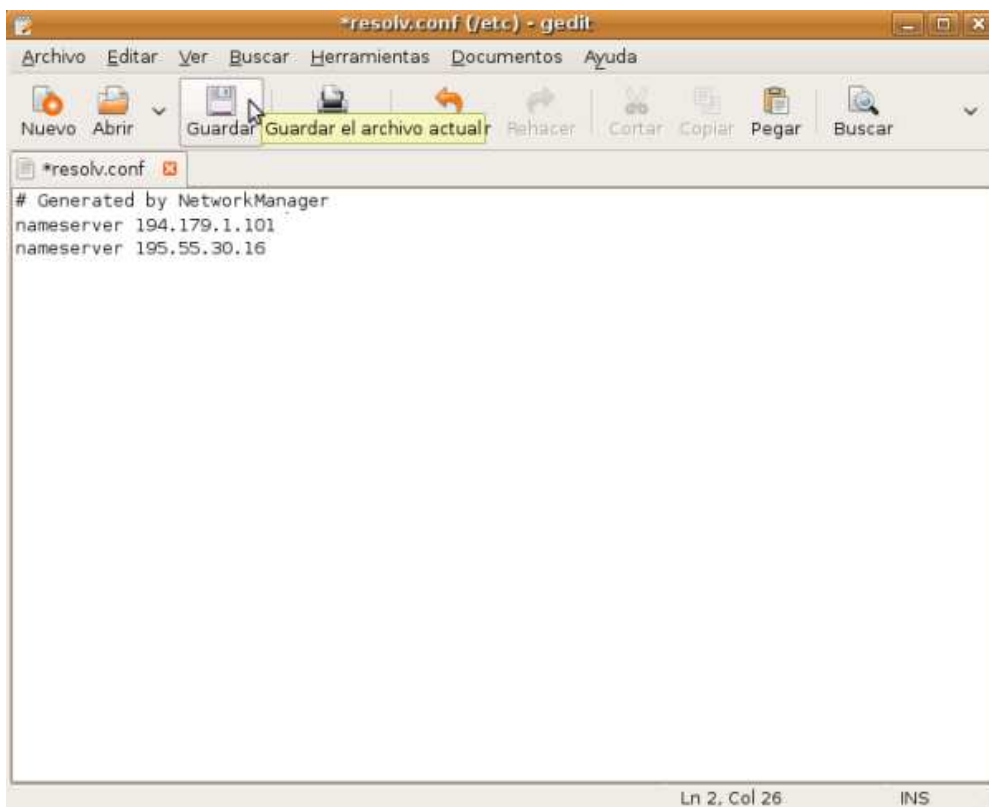 *resolv.conf (/etc) - gedit
Archivo Editar Ver Buscar Herramientas Documentos Ayuda
Nuevo Abrir Guardar Rehacer Cortar Copiar Pegar Buscar
Guardar el archivo actual
*resolv.conf
# Generated by NetworkManager
nameserver 194.179.1.101
nameserver 195.55.30.16
Ln 2, Col 26 INS